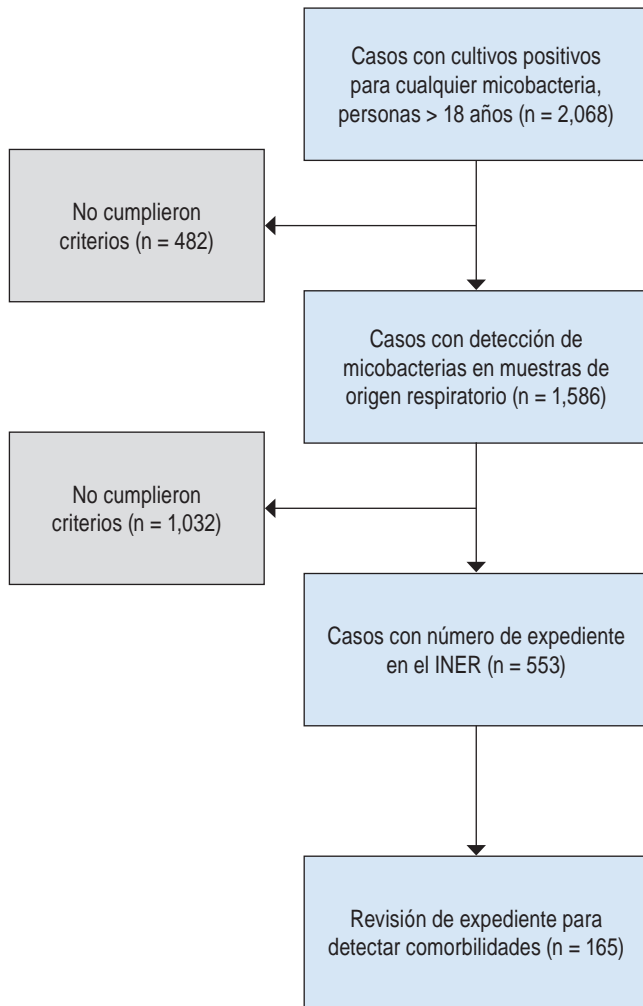 Casos con cultivos positivos
para cualquier micobacteria,
personas > 18 años (n = 2,068)
No cumplieron
criterios (n = 482)
Casos con detección de
micobacterias en muestras de
origen respiratorio (n = 1,586)
No cumplieron
criterios (n = 1,032)
Casos con número de expediente
en el INER (n = 553)
Revisión de expediente para
detectar comorbilidades (n = 165)